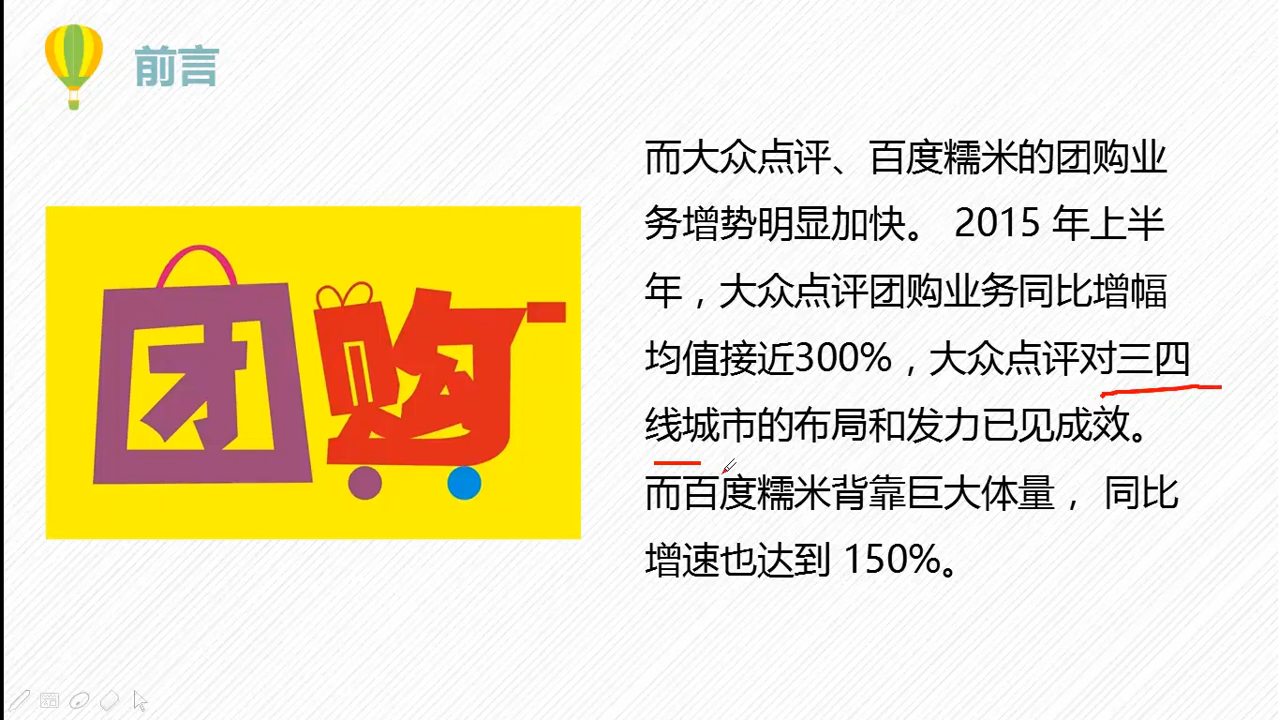 前言
团购
而大众点评、百度糯米的团购业
务增势明显加快。 2015 年上半
年，大众点评团购业务同比增幅
均值接近300%，大众点评对三四
线城市的布局和发力已见成效。
而百度糯米背靠巨大体量， 同比
增速也达到 150%。